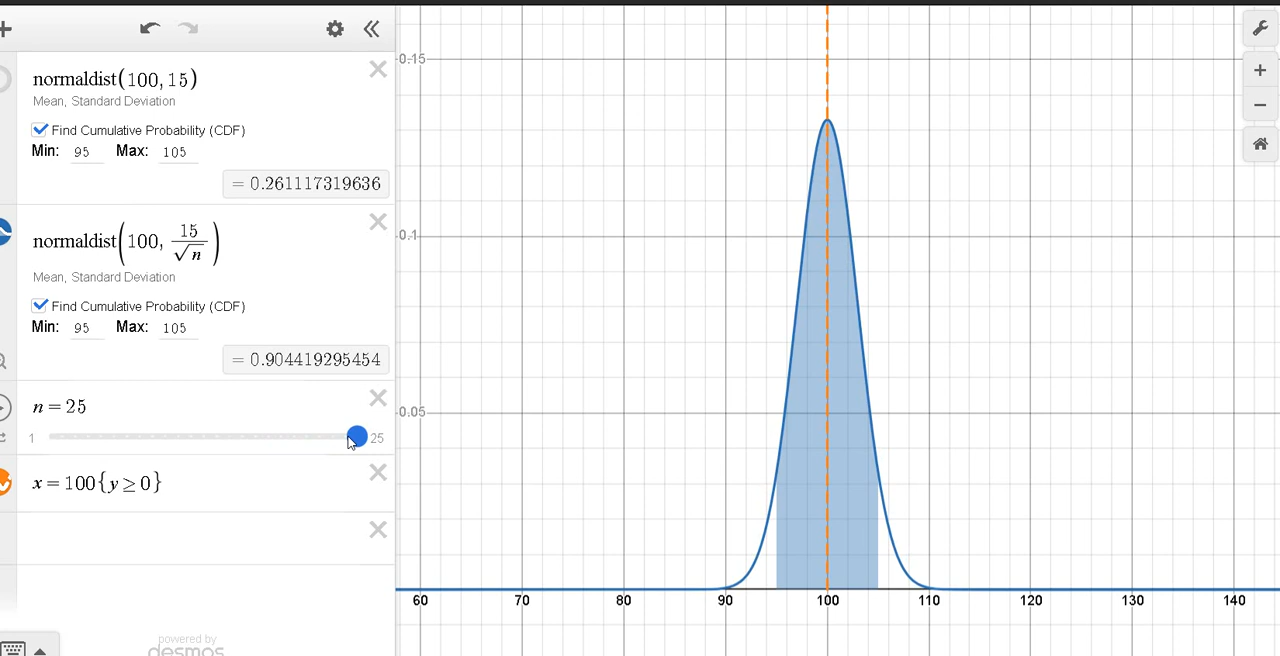 normaldist(100, 15)
Mean, Standard Deviation
Find Cumulative Probability (CDF)
Min: 95 Max: 105
= 0.261117319636
normaldist(100, 15/√n)
Mean, Standard Deviation
Find Cumulative Probability (CDF)
Min: 95 Max: 105
= 0.904419295454
n = 25
1 25
x = 100{y ≥ 0}
powered by
desmos
0.15
0.1
0.05
60 70 80 90 100 110 120 130 140